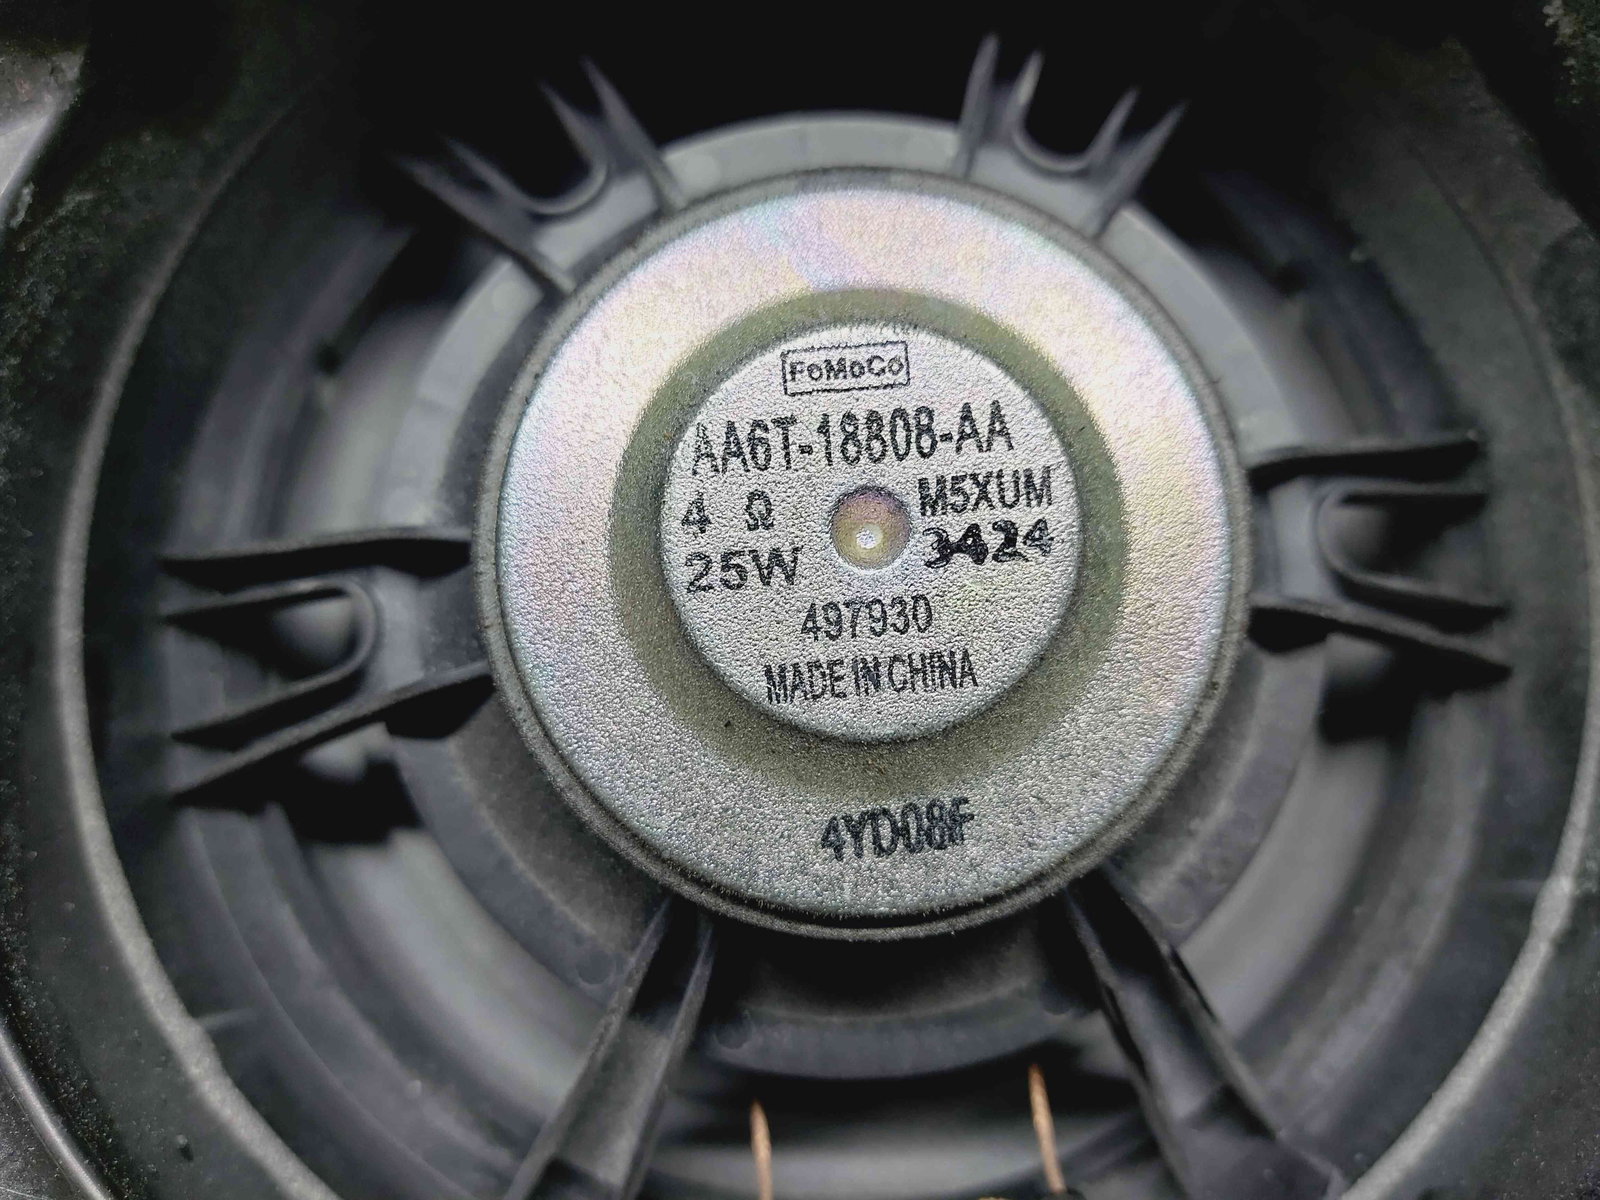 FoMoCo
AA6T-18808-AA
4 Ω M5XUM
25W 3424
497930
MADE IN CHINA
4YD08F